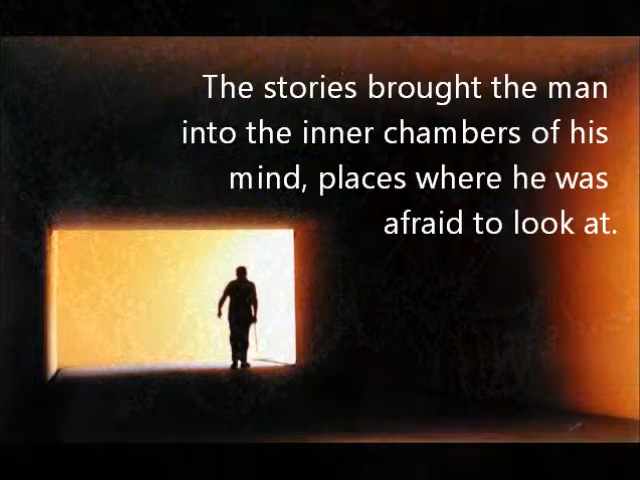 The stories brought the man
into the inner chambers of his
mind, places where he was
afraid to look at.